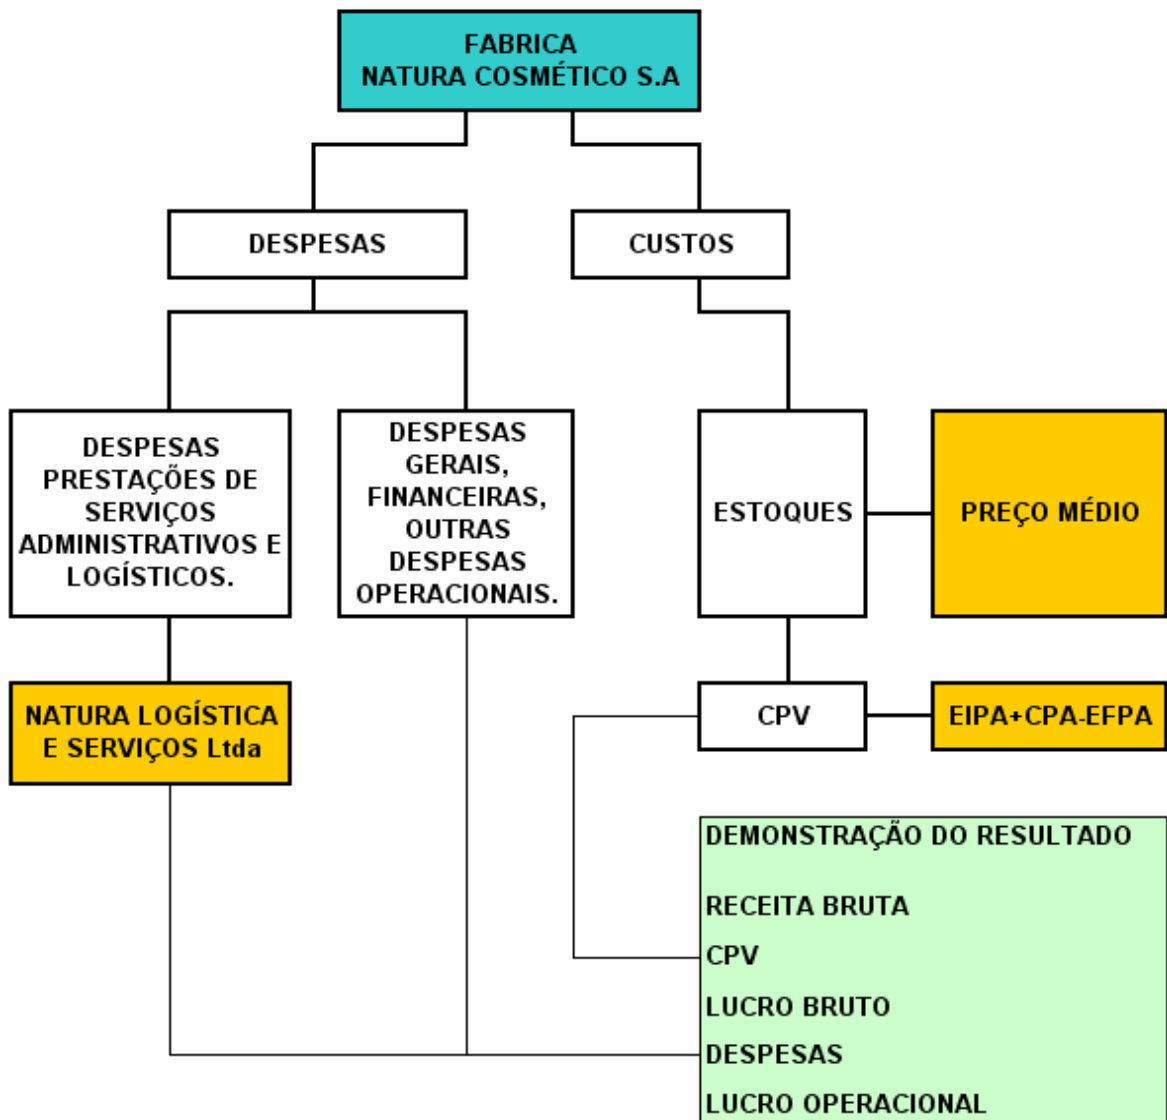 FABRICA
NATURA COSMÉTICO S.A
DESPESAS
CUSTOS
DESPESAS
PRESTAÇÕES DE
SERVIÇOS
ADMINISTRATIVOS E
LOGÍSTICOS.
DESPESAS
GERAIS,
FINANCEIRAS,
OUTRAS
DESPESAS
OPERACIONAIS.
ESTOQUES
PREÇO MÉDIO
NATURA LOGÍSTICA
E SERVIÇOS Ltda
CPV
EIPA+CPA-EFPA
DEMONSTRAÇÃO DO RESULTADO
RECEITA BRUTA
CPV
LUCRO BRUTO
DESPESAS
LUCRO OPERACIONAL